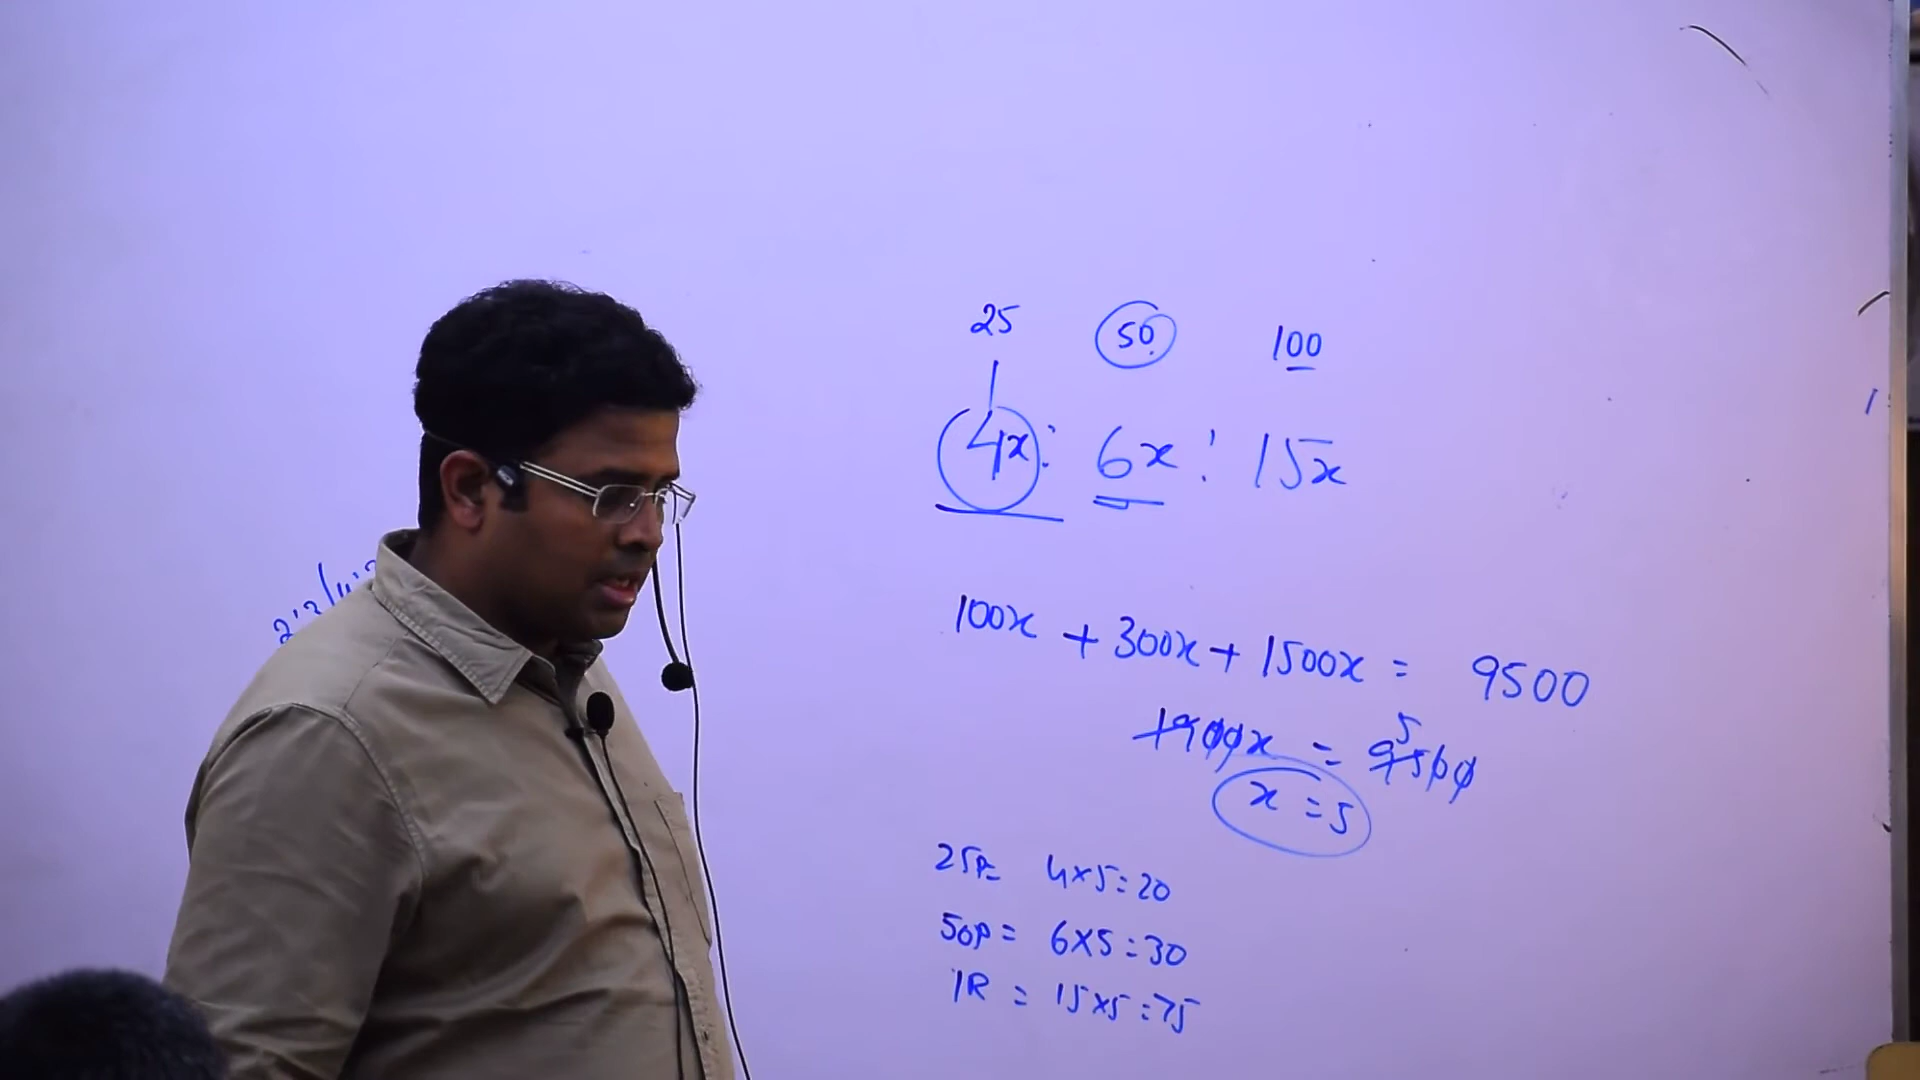 25 50 100
4x : 6x : 15x
100x + 300x + 1500x = 9500
1900x = 9500
5
x = 5
25P= 4×5=20
50P = 6×5=30
1R = 15×5=75